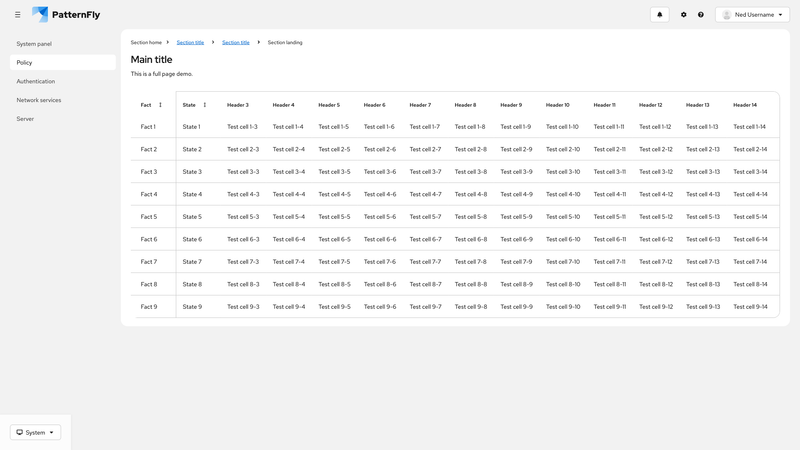 PatternFly
Ned Username
System panel
Policy
Authentication
Network services
Server
Section home Section title Section title Section landing
Main title
This is a full page demo.
Fact State Header 3 Header 4 Header 5 Header 6 Header 7 Header 8 Header 9 Header 10 Header 11 Header 12 Header 13 Header 14
Fact 1 State 1 Test cell 1-3 Test cell 1-4 Test cell 1-5 Test cell 1-6 Test cell 1-7 Test cell 1-8 Test cell 1-9 Test cell 1-10 Test cell 1-11 Test cell 1-12 Test cell 1-13 Test cell 1-14
Fact 2 State 2 Test cell 2-3 Test cell 2-4 Test cell 2-5 Test cell 2-6 Test cell 2-7 Test cell 2-8 Test cell 2-9 Test cell 2-10 Test cell 2-11 Test cell 2-12 Test cell 2-13 Test cell 2-14
Fact 3 State 3 Test cell 3-3 Test cell 3-4 Test cell 3-5 Test cell 3-6 Test cell 3-7 Test cell 3-8 Test cell 3-9 Test cell 3-10 Test cell 3-11 Test cell 3-12 Test cell 3-13 Test cell 3-14
Fact 4 State 4 Test cell 4-3 Test cell 4-4 Test cell 4-5 Test cell 4-6 Test cell 4-7 Test cell 4-8 Test cell 4-9 Test cell 4-10 Test cell 4-11 Test cell 4-12 Test cell 4-13 Test cell 4-14
Fact 5 State 5 Test cell 5-3 Test cell 5-4 Test cell 5-5 Test cell 5-6 Test cell 5-7 Test cell 5-8 Test cell 5-9 Test cell 5-10 Test cell 5-11 Test cell 5-12 Test cell 5-13 Test cell 5-14
Fact 6 State 6 Test cell 6-3 Test cell 6-4 Test cell 6-5 Test cell 6-6 Test cell 6-7 Test cell 6-8 Test cell 6-9 Test cell 6-10 Test cell 6-11 Test cell 6-12 Test cell 6-13 Test cell 6-14
Fact 7 State 7 Test cell 7-3 Test cell 7-4 Test cell 7-5 Test cell 7-6 Test cell 7-7 Test cell 7-8 Test cell 7-9 Test cell 7-10 Test cell 7-11 Test cell 7-12 Test cell 7-13 Test cell 7-14
Fact 8 State 8 Test cell 8-3 Test cell 8-4 Test cell 8-5 Test cell 8-6 Test cell 8-7 Test cell 8-8 Test cell 8-9 Test cell 8-10 Test cell 8-11 Test cell 8-12 Test cell 8-13 Test cell 8-14
Fact 9 State 9 Test cell 9-3 Test cell 9-4 Test cell 9-5 Test cell 9-6 Test cell 9-7 Test cell 9-8 Test cell 9-9 Test cell 9-10 Test cell 9-11 Test cell 9-12 Test cell 9-13 Test cell 9-14
System